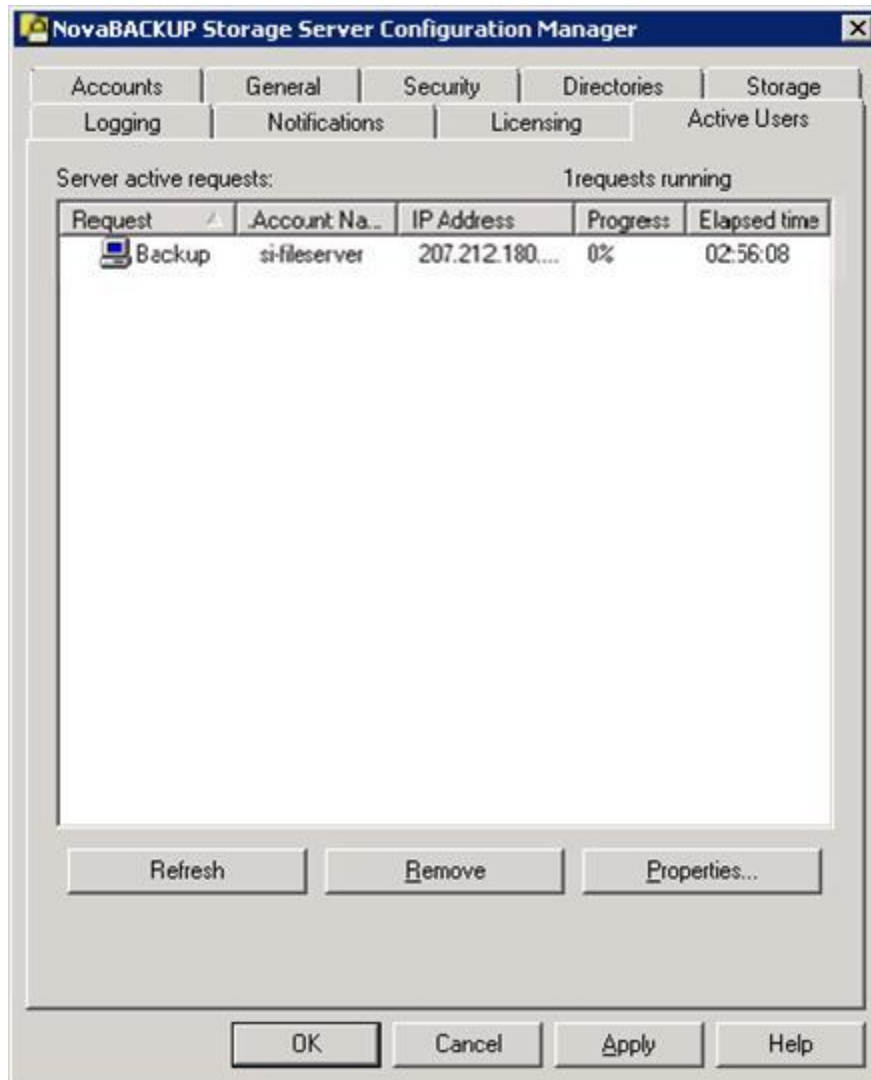 NovaBACKUP Storage Server Configuration Manager
Accounts General Security Directories Storage
Logging Notifications Licensing Active Users
Server active requests: 1requests running
Request Account Na... IP Address Progress Elapsed time
Backup si-fileserver 207.212.180.... 0% 02:56:08
Refresh Remove Properties...
OK Cancel Apply Help